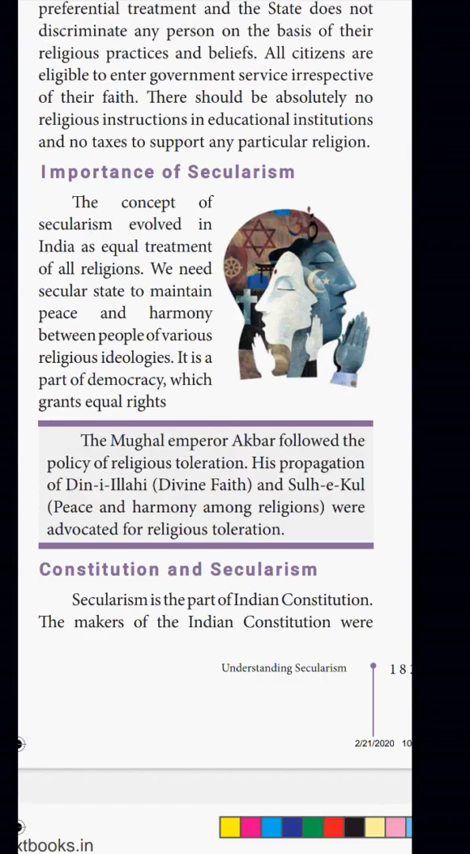 preferential treatment and the State does not
discriminate any person on the basis of their
religious practices and beliefs. All citizens are
eligible to enter government service irrespective
of their faith. There should be absolutely no
religious instructions in educational institutions
and no taxes to support any particular religion.
Importance of Secularism
The concept of
secularism evolved in
India as equal treatment
of all religions. We need
secular state to maintain
peace and harmony
between people of various
religious ideologies. It is a
part of democracy, which
grants equal rights
The Mughal emperor Akbar followed the
policy of religious toleration. His propagation
of Din-i-Illahi (Divine Faith) and Sulh-e-Kul
(Peace and harmony among religions) were
advocated for religious toleration.
Constitution and Secularism
Secularism is the part of Indian Constitution.
The makers of the Indian Constitution were
Understanding Secularism
18
2/21/2020 10
xtbooks.in